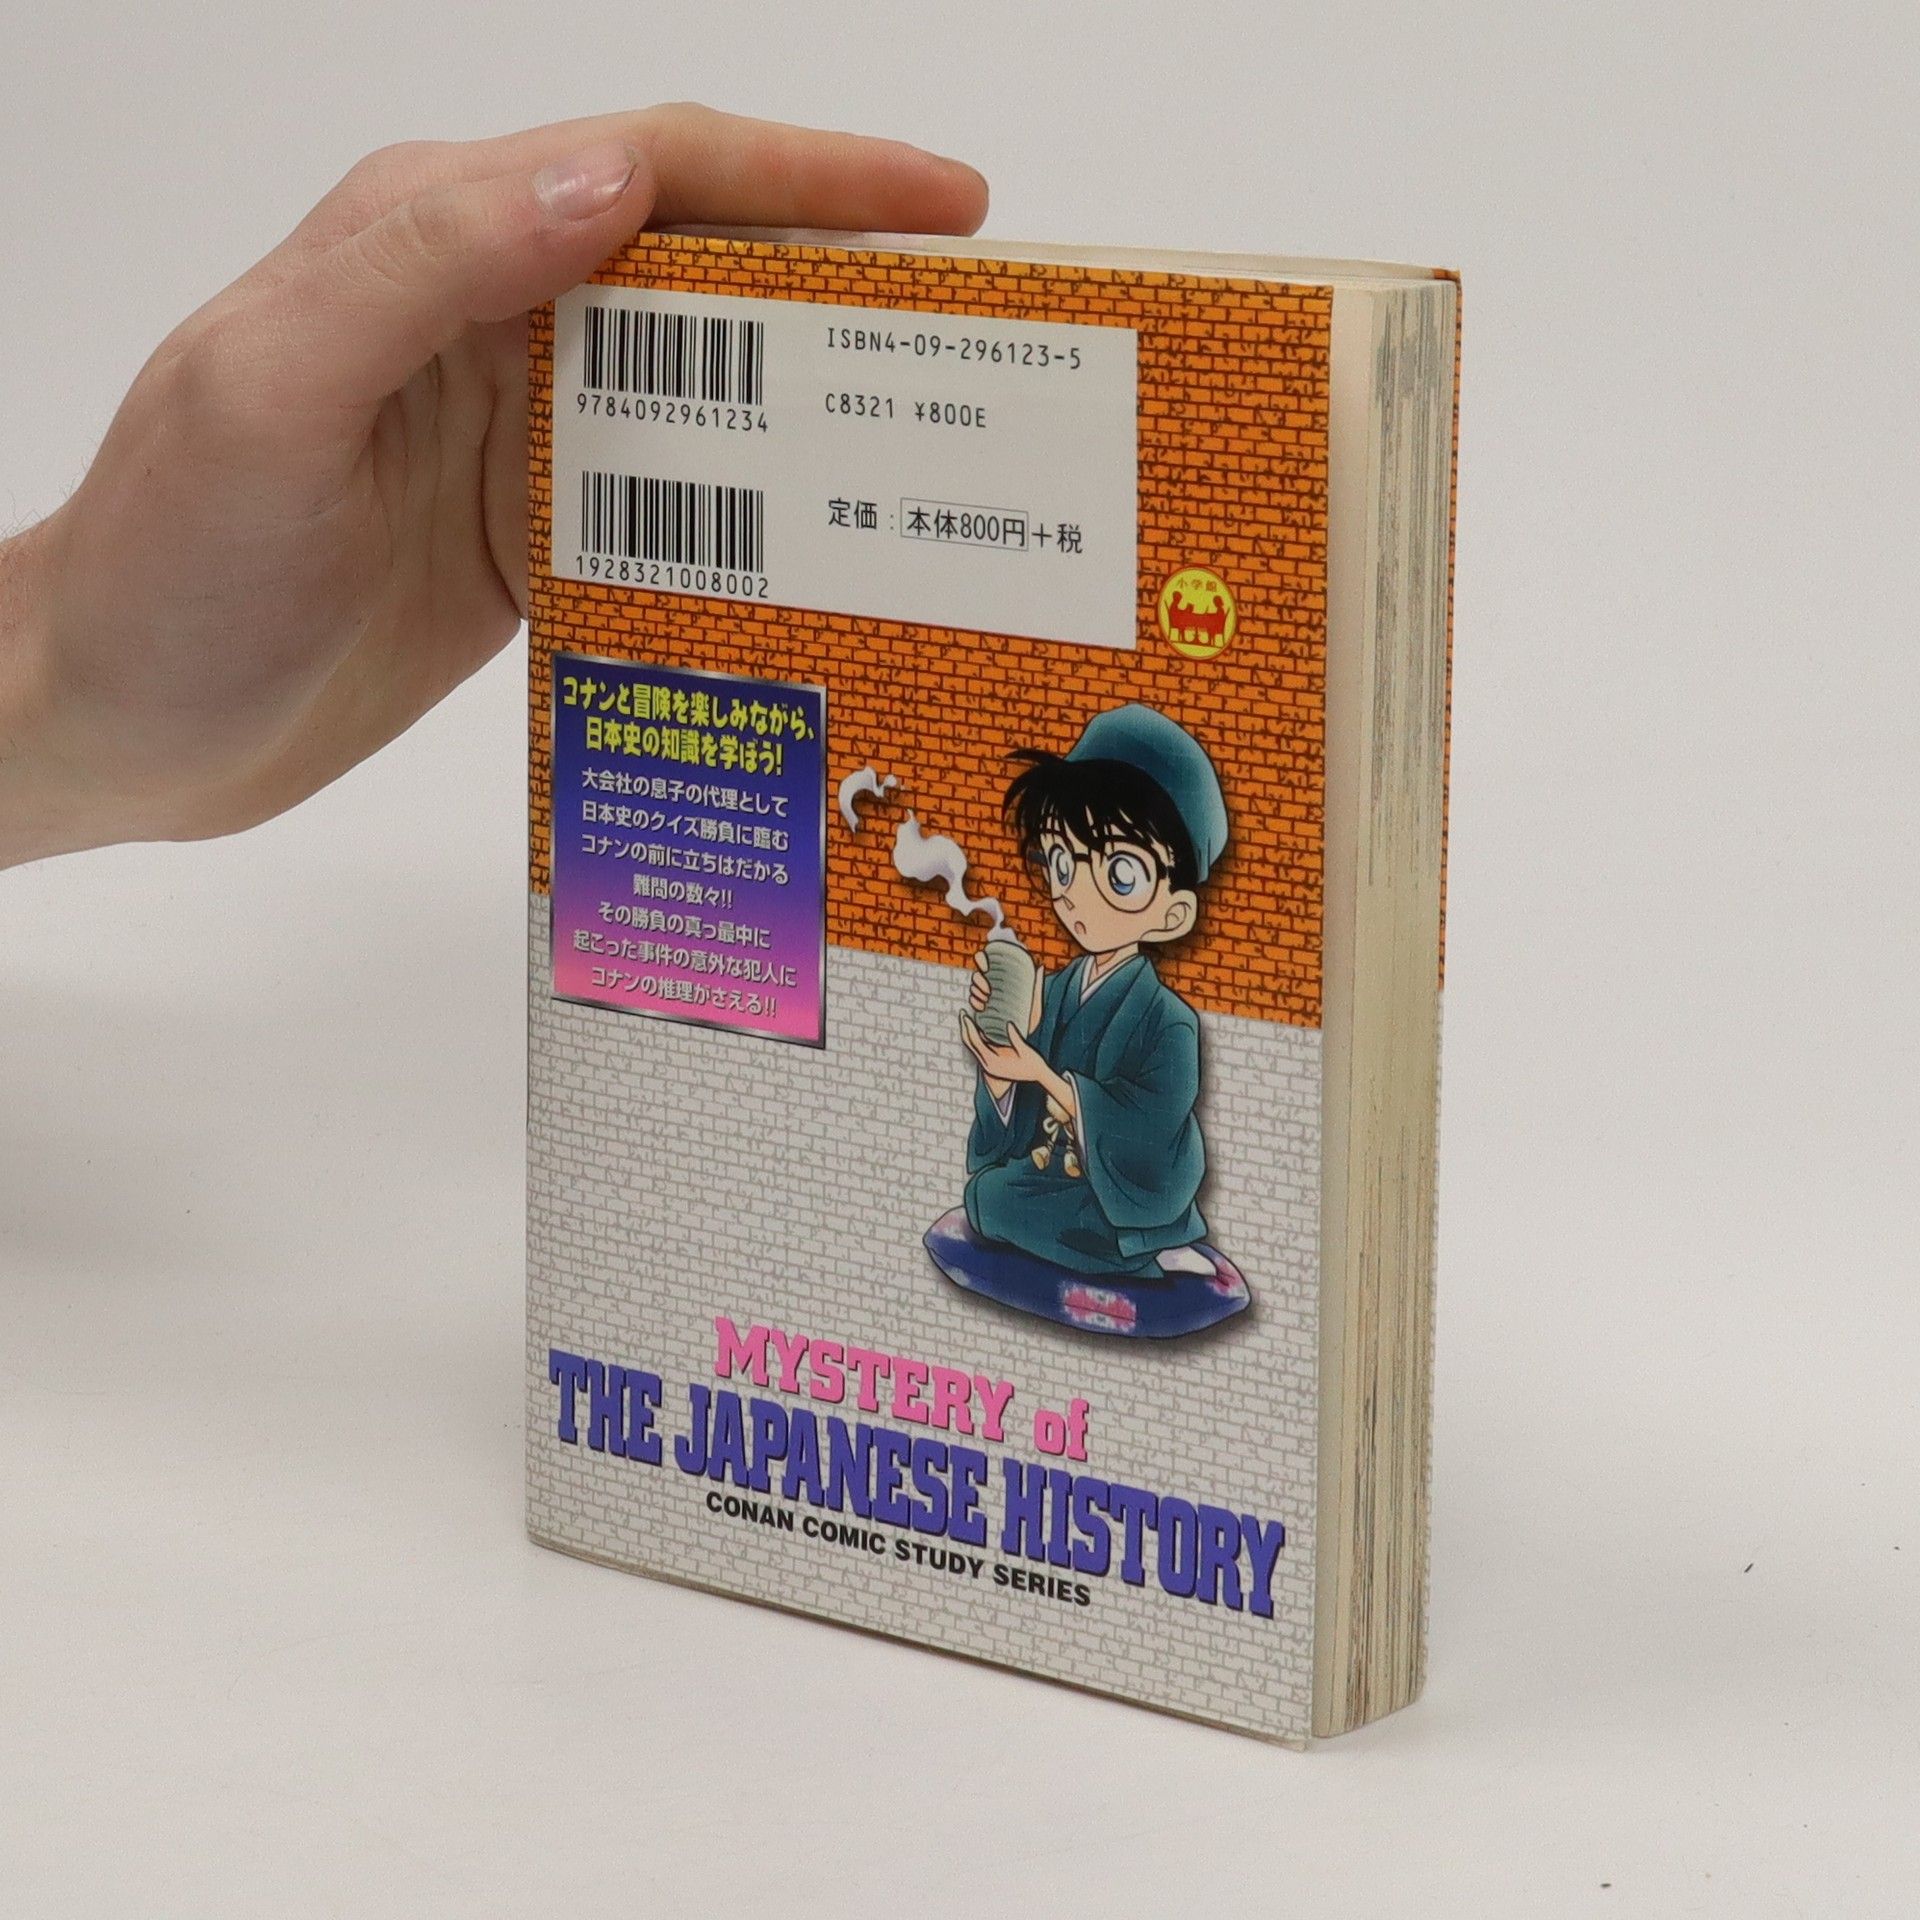 9784092961234
ISBN4-09-296123-5
C8321 ¥800E
1928321008002
定価：本体800円＋税
小学館
コナンと冒険を楽しみながら、
日本史の知識を学ぼう!
大会社の息子の代理として
日本史のクイズ勝負に臨む
コナンの前に立ちはだかる
難問の数々!!
その勝負の真っ最中に
起こった事件の意外な犯人に
コナンの推理がさえる!!
MYSTERY of
THE JAPANESE HISTORY
CONAN COMIC STUDY SERIES